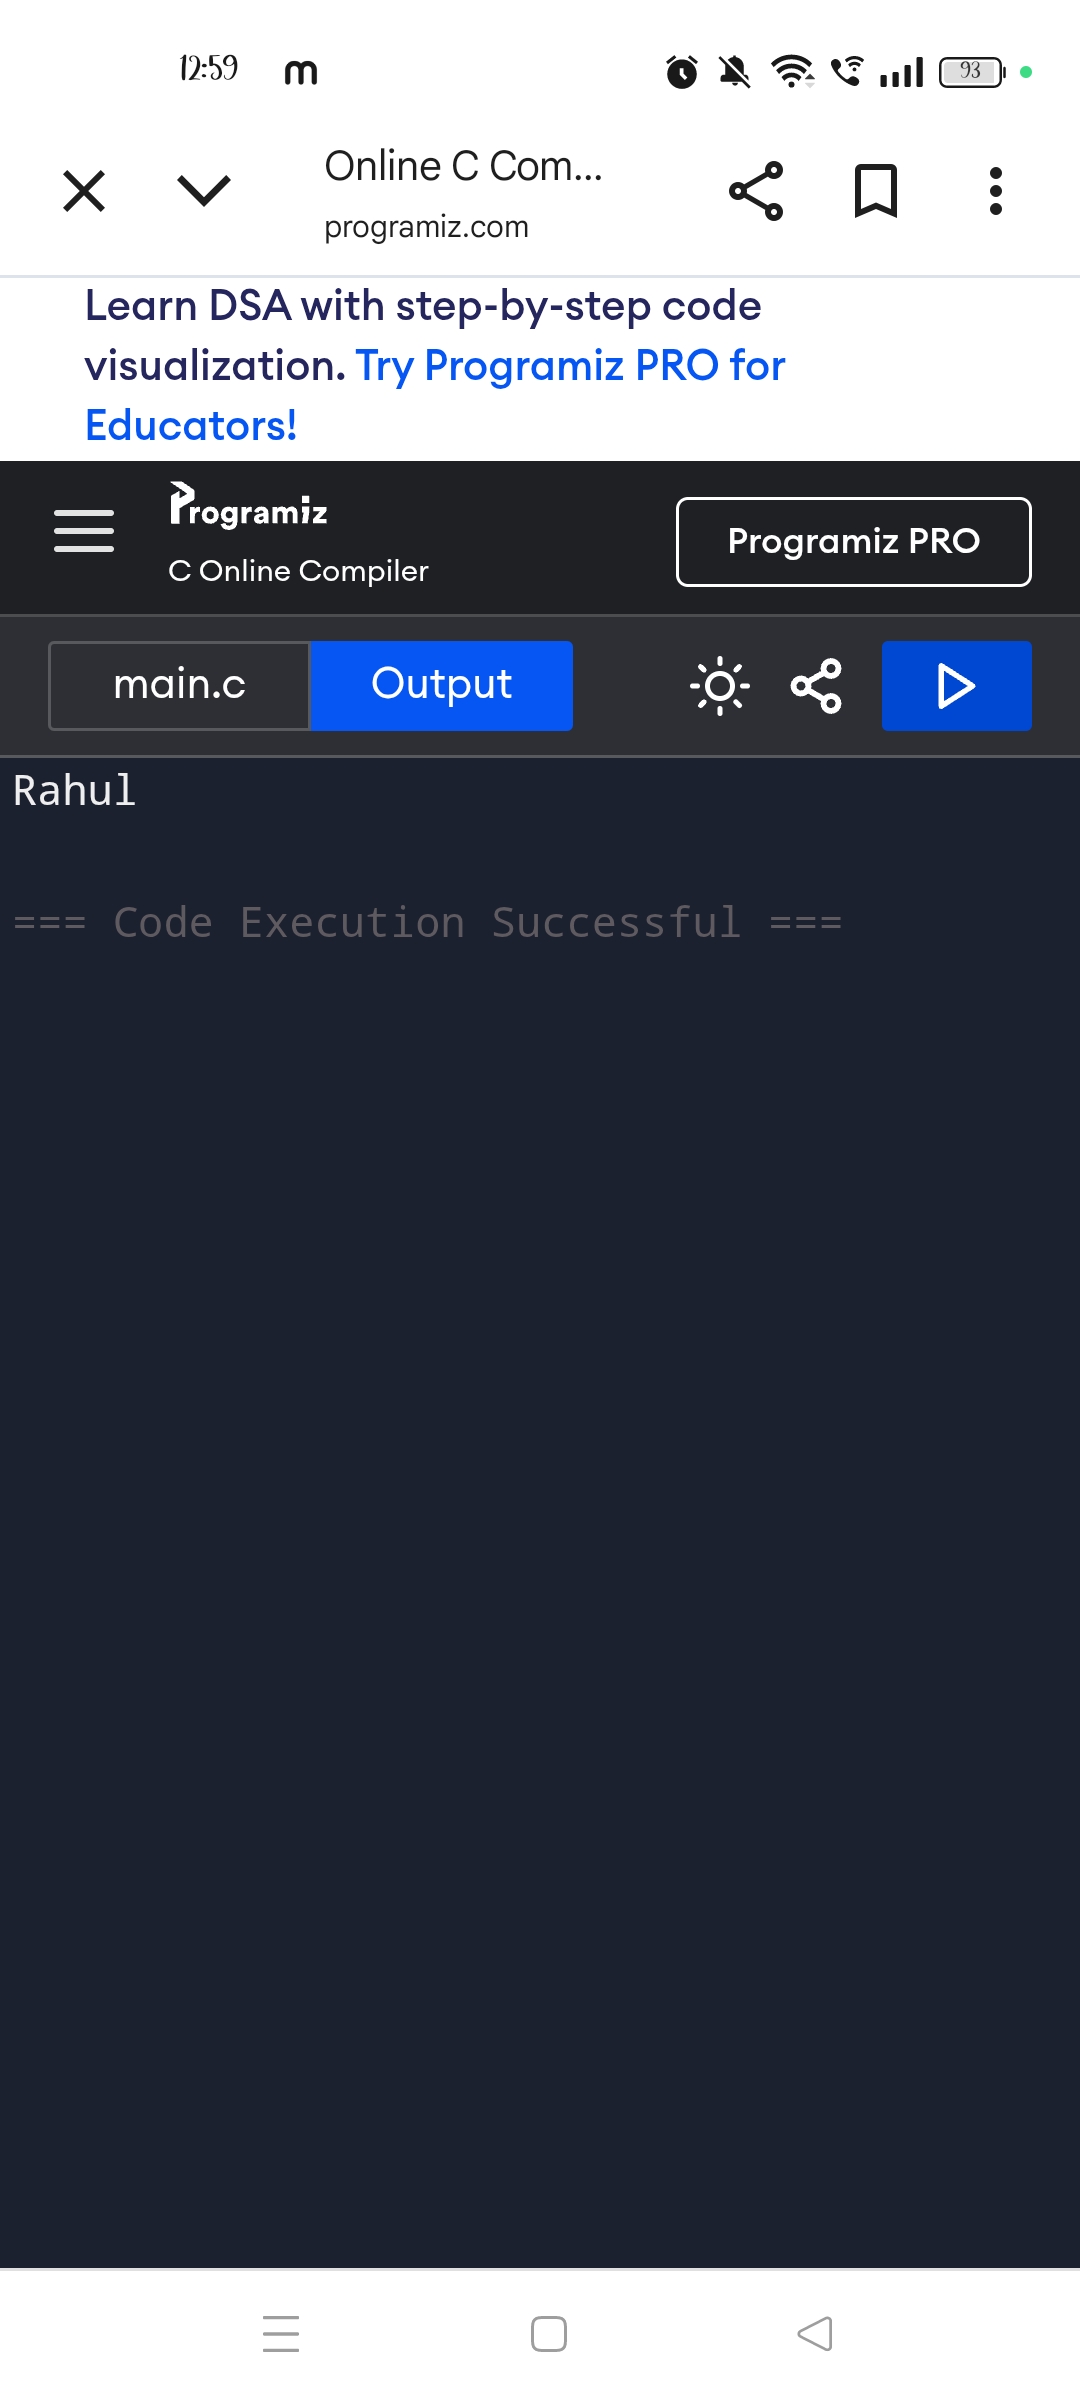 12:59 m 93
Online C Com...
programiz.com
Learn DSA with step-by-step code
visualization. Try Programiz PRO for
Educators!
Programiz
C Online Compiler
Programiz PRO
main.c Output
Rahul
=== Code Execution Successful ===